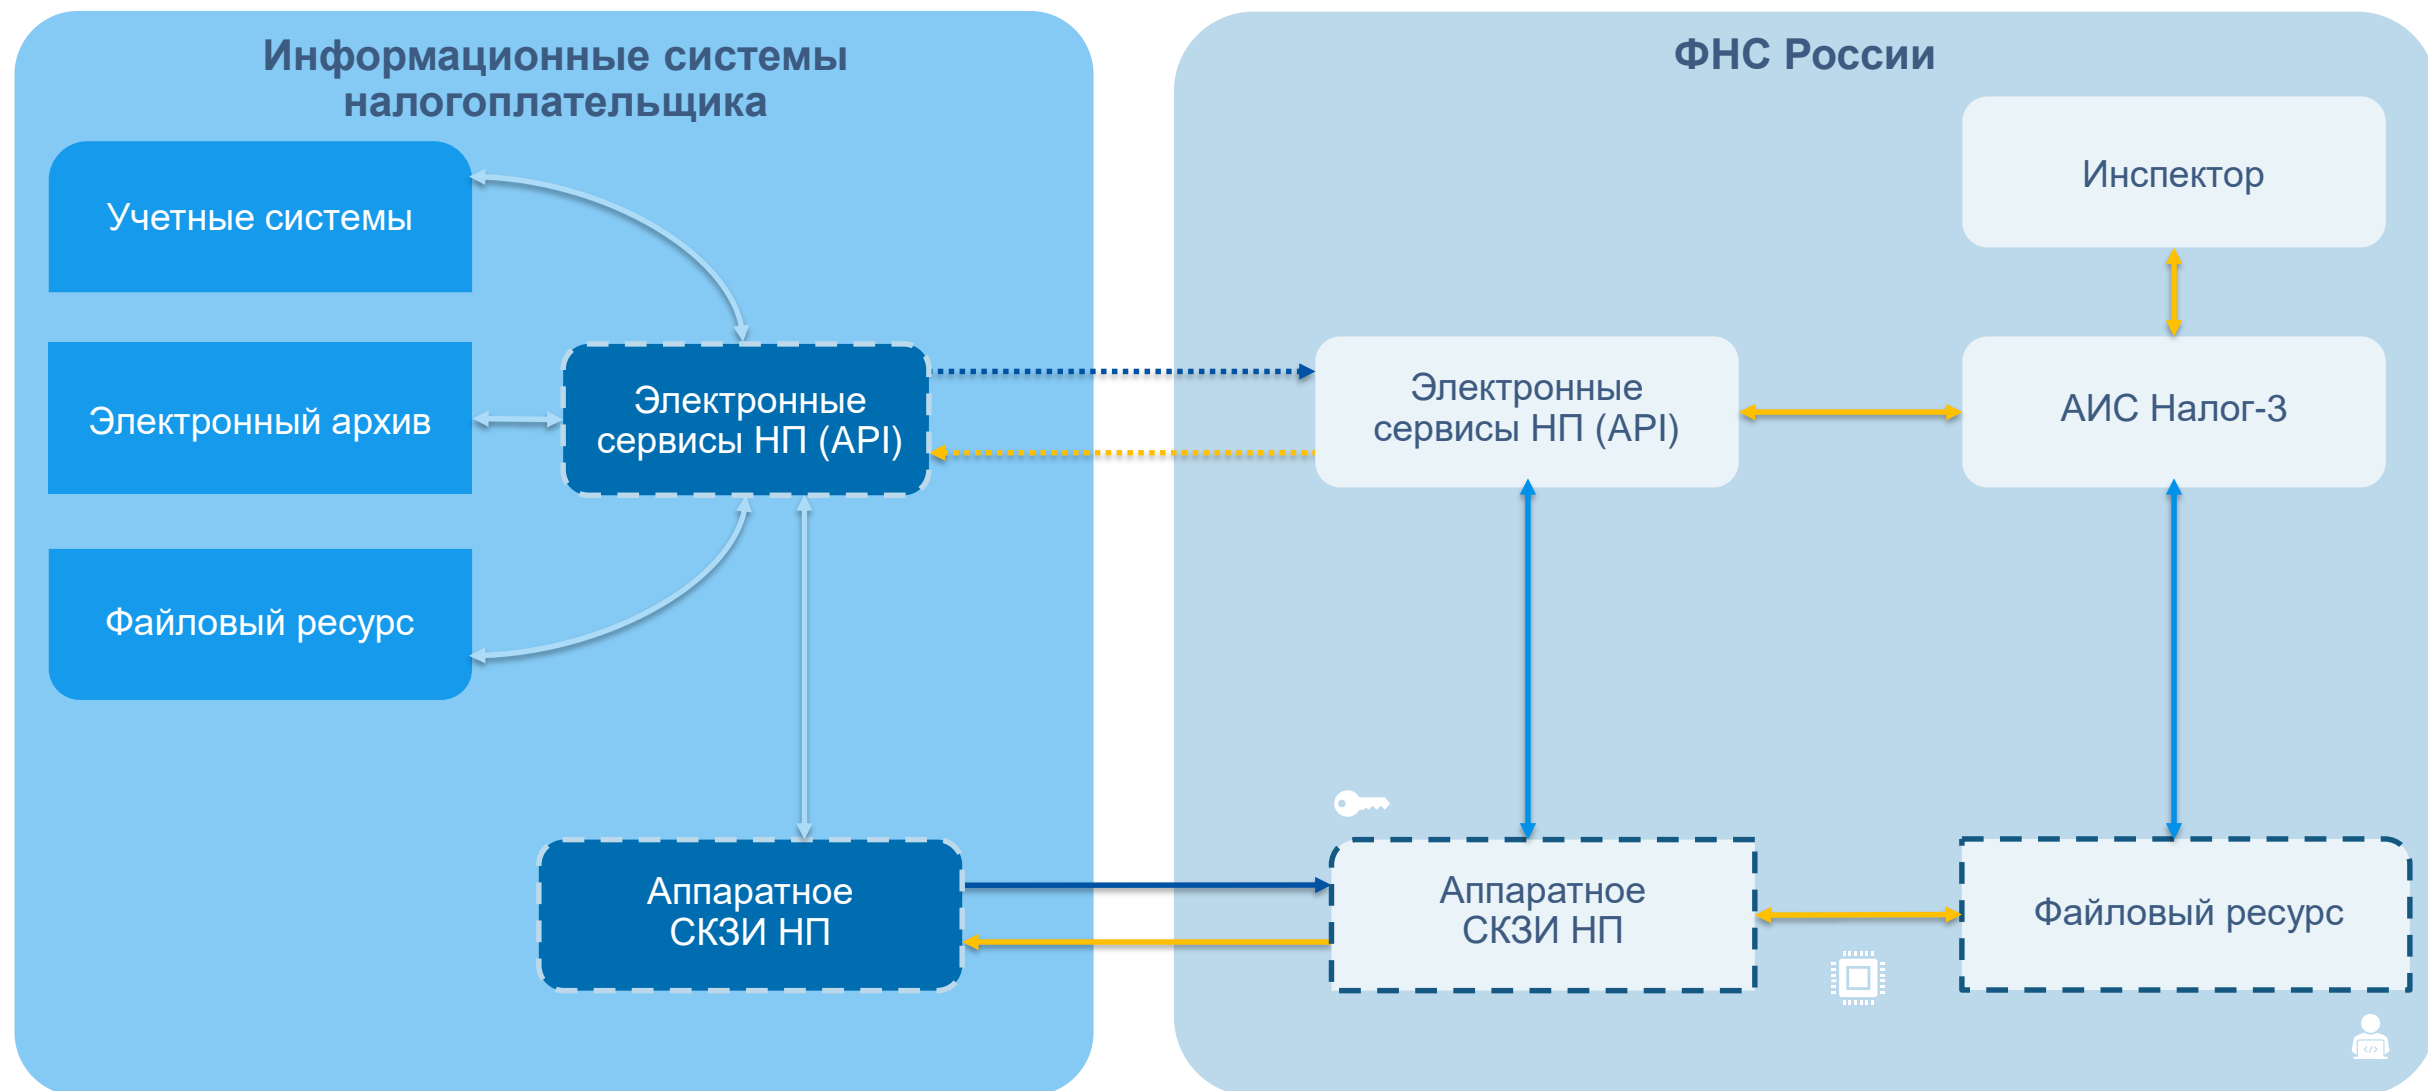 Информационные системы
налогоплательщика
Учетные системы
Электронный архив
Файловый ресурс
Электронные
сервисы НП (API)
Аппаратное
СКЗИ НП
ФНС России
Инспектор
Электронные
сервисы НП (API)
АИС Налог-3
Аппаратное
СКЗИ НП
Файловый ресурс